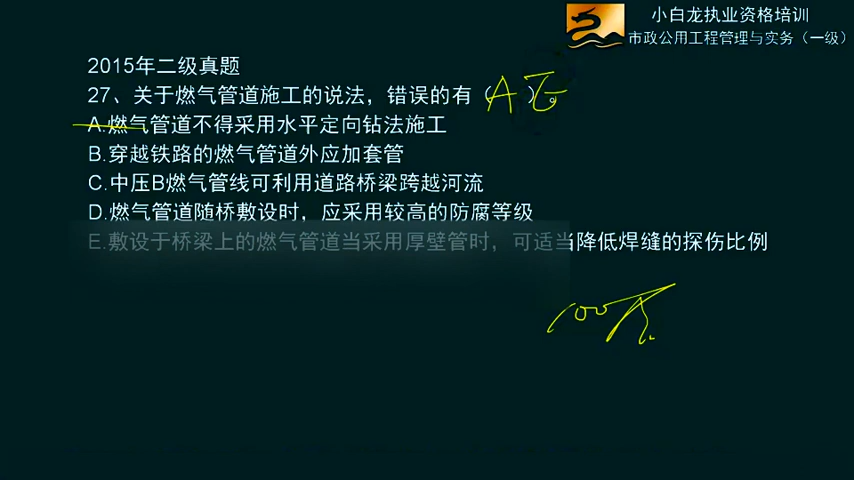 小白龙执业资格培训
市政公用工程管理与实务（一级）
2015年二级真题
27、关于燃气管道施工的说法，错误的有（AE）。
A.燃气管道不得采用水平定向钻法施工
B.穿越铁路的燃气管道外应加套管
C.中压B燃气管线可利用道路桥梁跨越河流
D.燃气管道随桥敷设时，应采用较高的防腐等级
E.敷设于桥梁上的燃气管道当采用厚壁管时，可适当降低焊缝的探伤比例
100